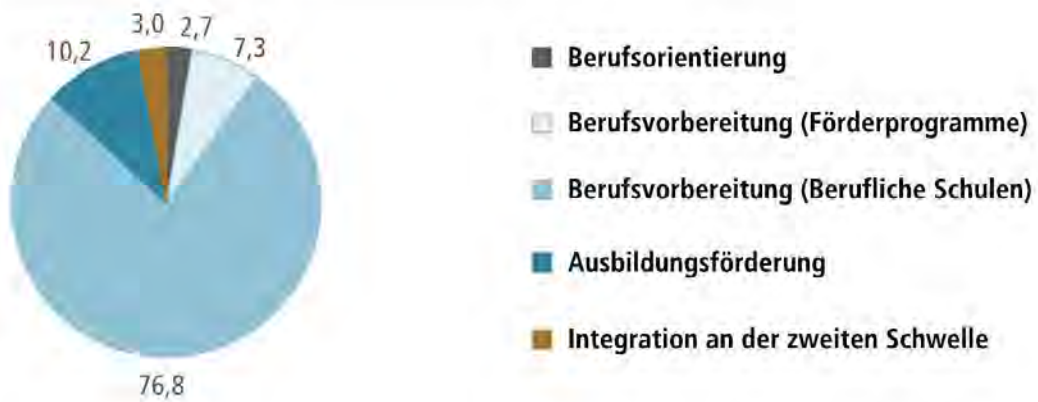 3,0 2,7
10,2 7,3
76,8
Berufsorientierung
Berufsvorbereitung (Förderprogramme)
Berufsvorbereitung (Berufliche Schulen)
Ausbildungsförderung
Integration an der zweiten Schwelle